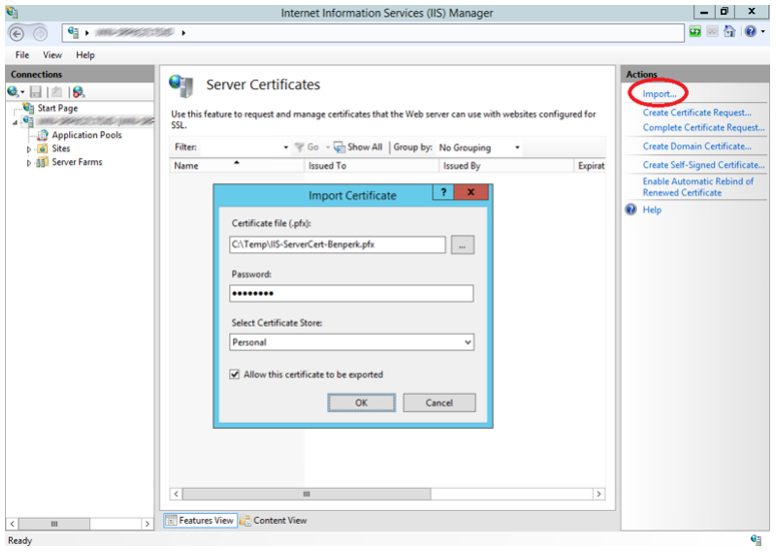 Internet Information Services (IIS) Manager
File View Help
Connections
Start Page
Application Pools
Sites
Server Farms
Server Certificates
Use this feature to request and manage certificates that the Web server can use with websites configured for
SSL.
Filter: Go Show All Group by: No Grouping
Name Issued To Issued By Expirat
Import Certificate
? x
Certificate file (.pfx):
C:\Temp\IIS-ServerCert-Benperk.pfx
...
Password:
••••••••
Select Certificate Store:
Personal
Allow this certificate to be exported
OK Cancel
Features View Content View
Actions
Import...
Create Certificate Request...
Complete Certificate Request...
Create Domain Certificate...
Create Self-Signed Certificate...
Enable Automatic Rebind of
Renewed Certificate
Help
Ready